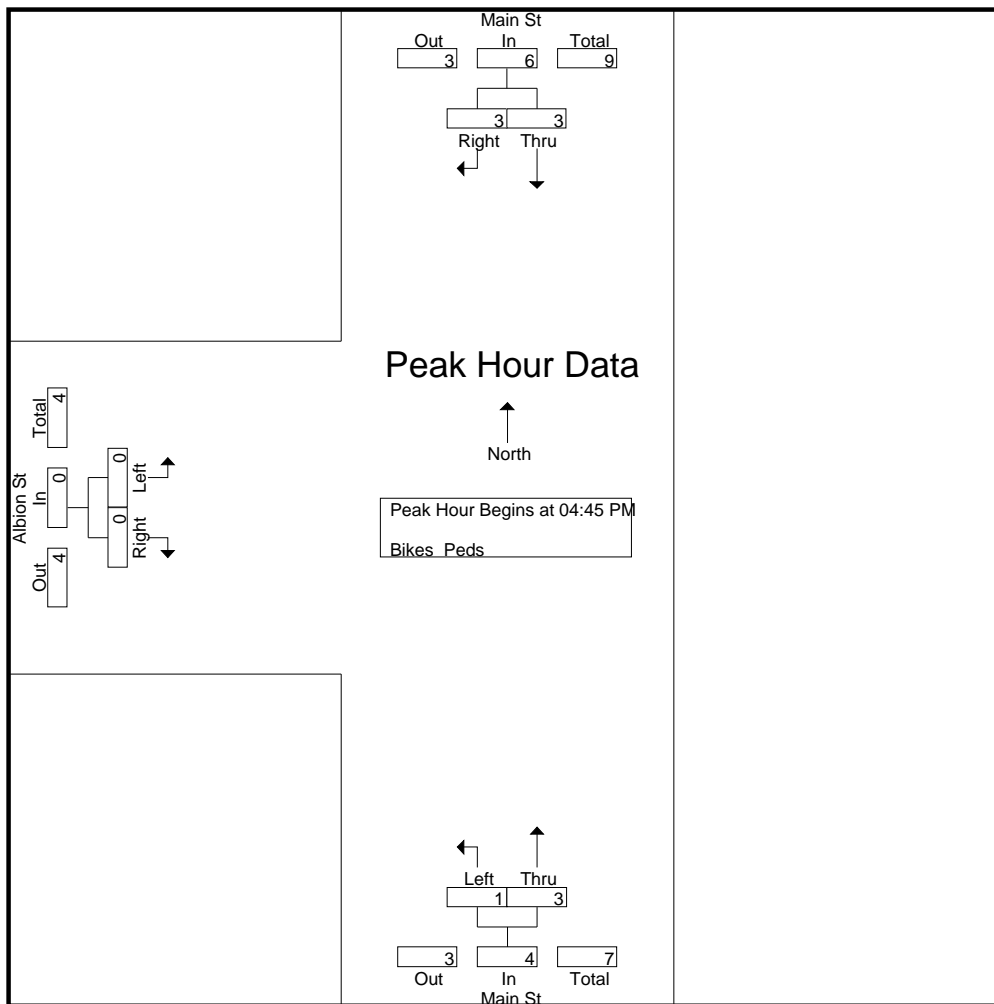 Main St
Out In Total
3 6 9
3 3
Right Thru
Peak Hour Data
North
Peak Hour Begins at 04:45 PM
Bikes Peds
Albion St
Total In Out
4 0 4
0 0
Left Right
Left Thru
1 3
3 4 7
Out In Total
Main St